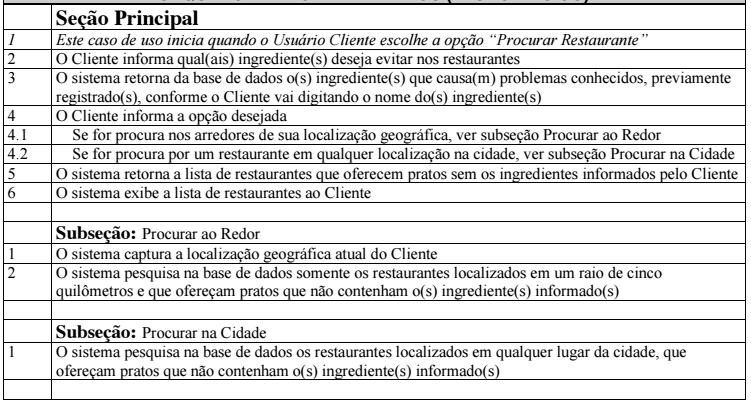 Seção Principal
1 Este caso de uso inicia quando o Usuário Cliente escolhe a opção “Procurar Restaurante”
2 O Cliente informa qual(ais) ingrediente(s) deseja evitar nos restaurantes
3 O sistema retorna da base de dados o(s) ingrediente(s) que causa(m) problemas conhecidos, previamente
registrado(s), conforme o Cliente vai digitando o nome do(s) ingrediente(s)
4 O Cliente informa a opção desejada
4.1 Se for procura nos arredores de sua localização geográfica, ver subseção Procurar ao Redor
4.2 Se for procura por um restaurante em qualquer localização na cidade, ver subseção Procurar na Cidade
5 O sistema retorna a lista de restaurantes que oferecem pratos sem os ingredientes informados pelo Cliente
6 O sistema exibe a lista de restaurantes ao Cliente
Subseção: Procurar ao Redor
1 O sistema captura a localização geográfica atual do Cliente
2 O sistema pesquisa na base de dados somente os restaurantes localizados em um raio de cinco
quilômetros e que ofereçam pratos que não contenham o(s) ingrediente(s) informado(s)
Subseção: Procurar na Cidade
1 O sistema pesquisa na base de dados os restaurantes localizados em qualquer lugar da cidade, que
ofereçam pratos que não contenham o(s) ingrediente(s) informado(s)